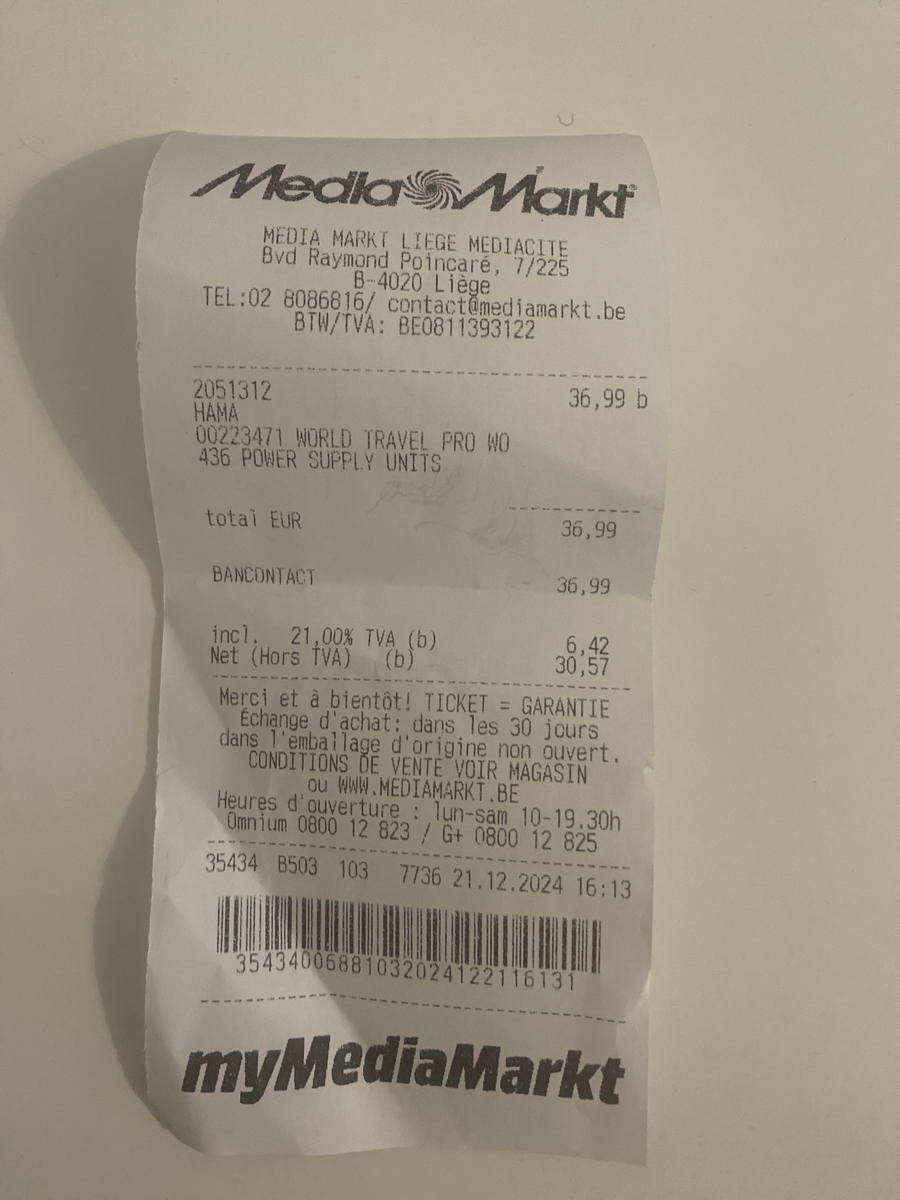 Media Markt
MEDIA MARKT LIEGE MEDIACITE
Bvd Raymond Poincaré, 7/225
B-4020 Liège
TEL:02 8086816/ contact@mediamarkt.be
BTW/TVA: BE0811393122
2051312 36,99 b
HAMA
00223471 WORLD TRAVEL PRO WO
436 POWER SUPPLY UNITS
total EUR 36,99
BANCONTACT 36,99
incl. 21,00% TVA (b) 6,42
Net (Hors TVA) (b) 30,57
Merci et à bientôt! TICKET = GARANTIE
Échange d'achat: dans les 30 jours
dans l'emballage d'origine non ouvert.
CONDITIONS DE VENTE VOIR MAGASIN
ou WWW.MEDIAMARKT.BE
Heures d'ouverture : lun-sam 10-19.30h
Omnium 0800 12 823 / G+ 0800 12 825
35434 B503 103 7736 21.12.2024 16:13
3543400688103202412211613​1
myMediaMarkt